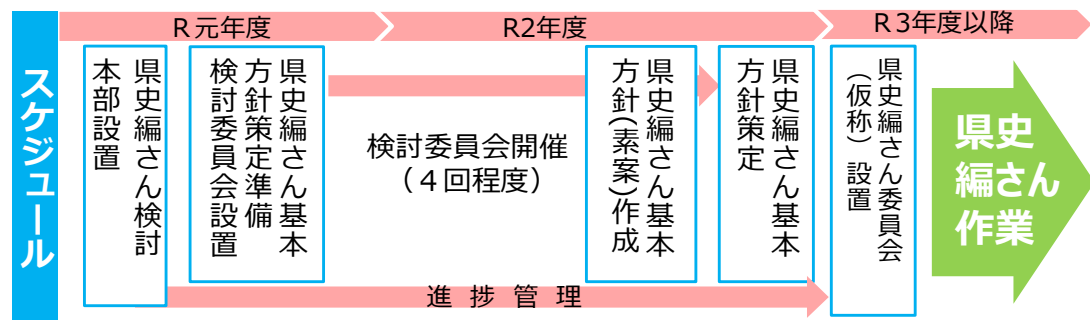 スケジュール
R元年度
R2年度
R3年度以降
県史編さん検討
本部設置
県史編さん基本
方針策定準備
検討委員会設置
検討委員会開催
（４回程度）
県史編さん基本
方針(素案)作成
県史編さん基本
方針策定
県史編さん委員会
（仮称）設置
県史
編さん
作業
進捗管理